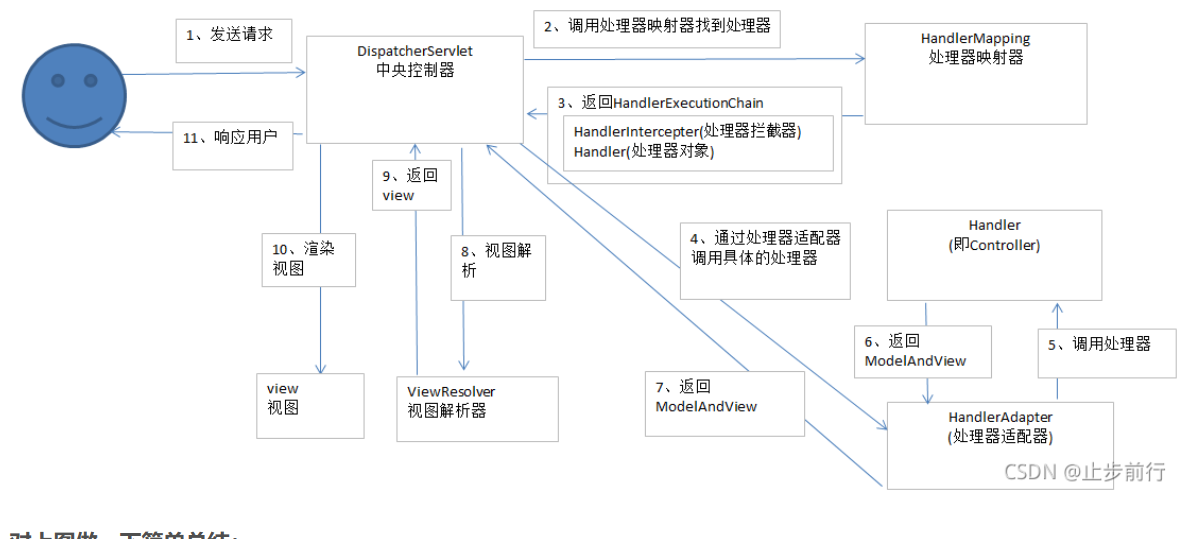 1、发送请求
DispatcherServlet
中央控制器
2、调用处理器映射器找到处理器
HandlerMapping
处理器映射器
3、返回HandlerExecutionChain
HandlerIntercepter(处理器拦截器)
Handler(处理器对象)
11、响应用户
9、返回
view
10、渲染
视图
8、视图解
析
4、通过处理器适配器
调用具体的处理器
Handler
(即Controller)
6、返回
ModelAndView
5、调用处理器
view
视图
ViewResolver
视图解析器
7、返回
ModelAndView
HandlerAdapter
(处理器适配器)
CSDN @止步前行